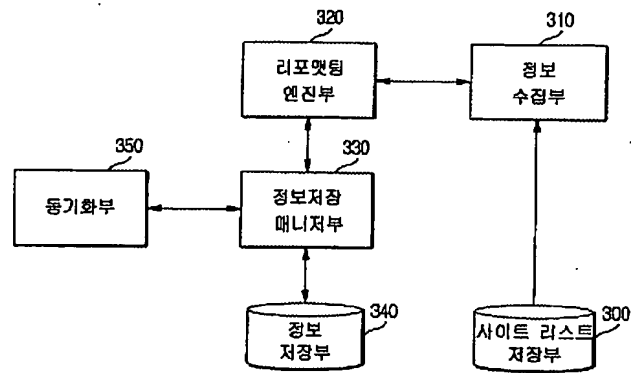 320
리포맷팅
엔진부
310
정보
수집부
350
동기화부
330
정보저장
매니저부
340
정보
저장부
300
사이트 리스트
저장부